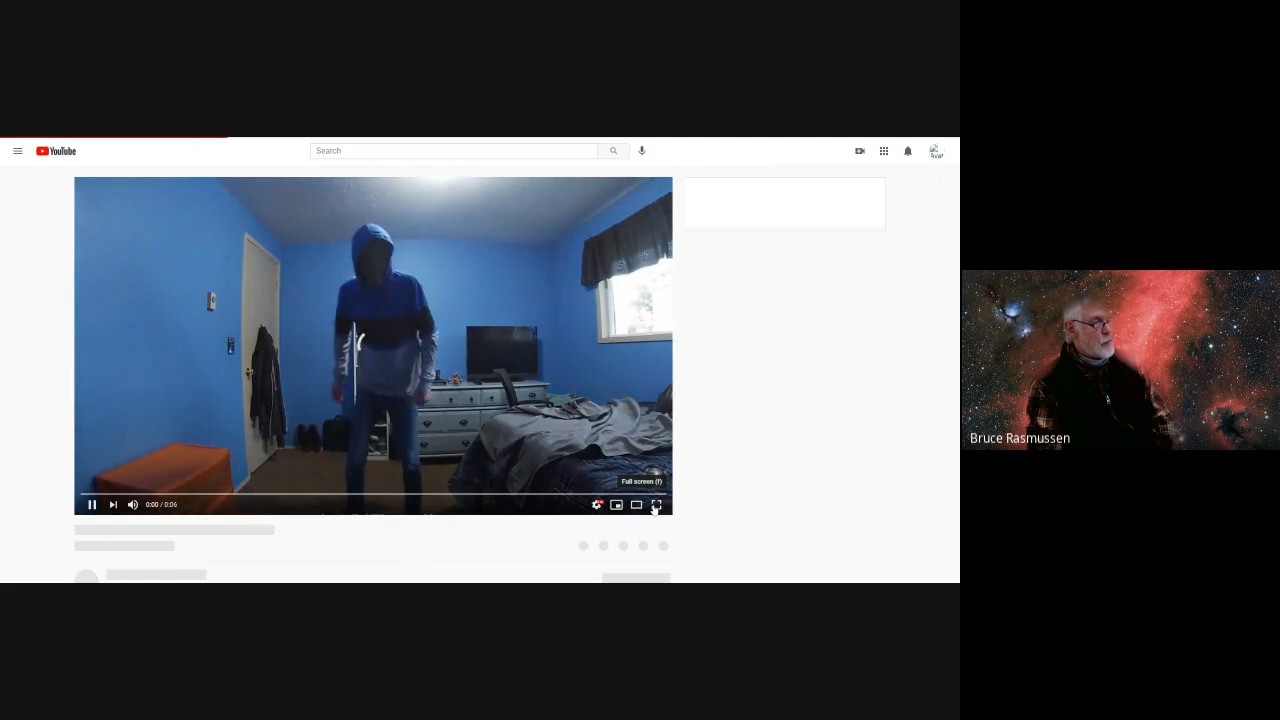 YouTube
Search
Full screen (f)
0:00 / 0:06
Bruce Rasmussen